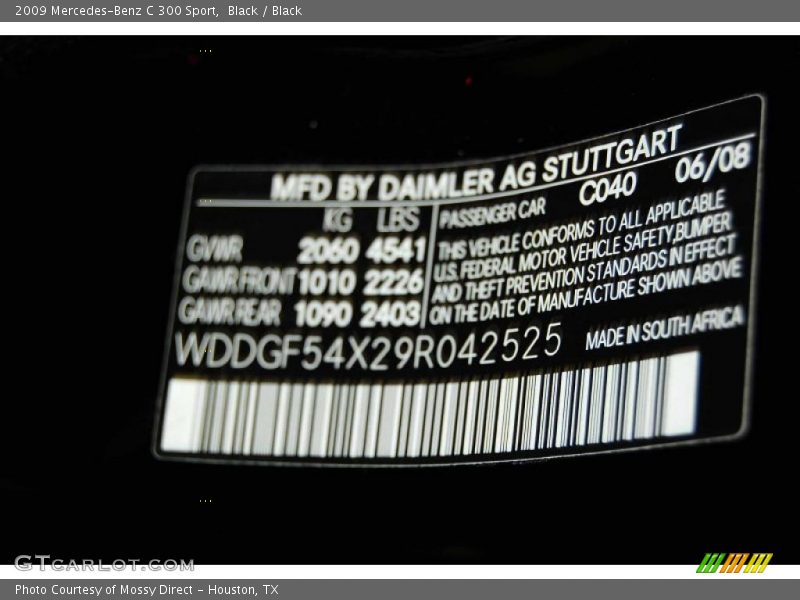 2009 Mercedes-Benz C 300 Sport,  Black / Black
MFD BY DAIMLER AG STUTTGART
KG LBS
GVWR 2060 4541
GAWR FRONT 1010 2226
GAWR REAR 1090 2403
PASSENGER CAR C040 06/08
THIS VEHICLE CONFORMS TO ALL APPLICABLE
U.S. FEDERAL MOTOR VEHICLE SAFETY, BUMPER
AND THEFT PREVENTION STANDARDS IN EFFECT
ON THE DATE OF MANUFACTURE SHOWN ABOVE
WDDGF54X29R042525
MADE IN SOUTH AFRICA
GTCARLOT.COM
Photo Courtesy of Mossy Direct - Houston, TX